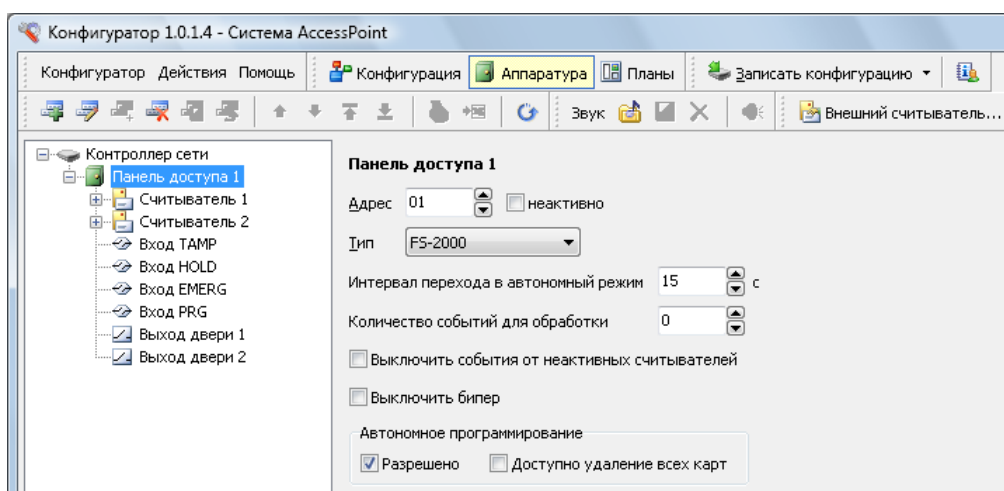 Конфигуратор 1.0.1.4 - Система AccessPoint
Конфигуратор Действия Помощь Конфигурация Аппаратура Планы Записать конфигурацию
Звук Внешний считыватель...
Контроллер сети
Панель доступа 1
Считыватель 1
Считыватель 2
Вход TAMP
Вход HOLD
Вход EMERG
Вход PRG
Выход двери 1
Выход двери 2
Панель доступа 1
Адрес 01 неактивно
Тип FS-2000
Интервал перехода в автономный режим 15 с
Количество событий для обработки 0
Выключить события от неактивных считывателей
Выключить бипер
Автономное программирование
Разрешено Доступно удаление всех карт